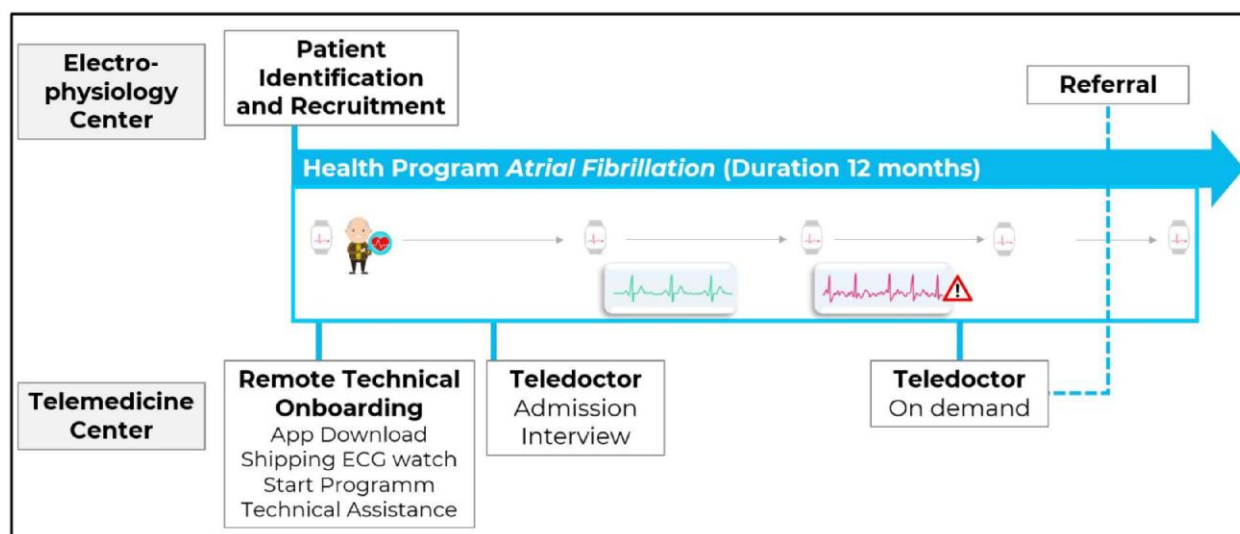 Electro-
physiology
Center
Patient
Identification
and Recruitment
Referral
Health Program Atrial Fibrillation (Duration 12 months)
Telemedicine
Center
Remote Technical
Onboarding
App Download
Shipping ECG watch
Start Programm
Technical Assistance
Teledoctor
Admission
Interview
Teledoctor
On demand